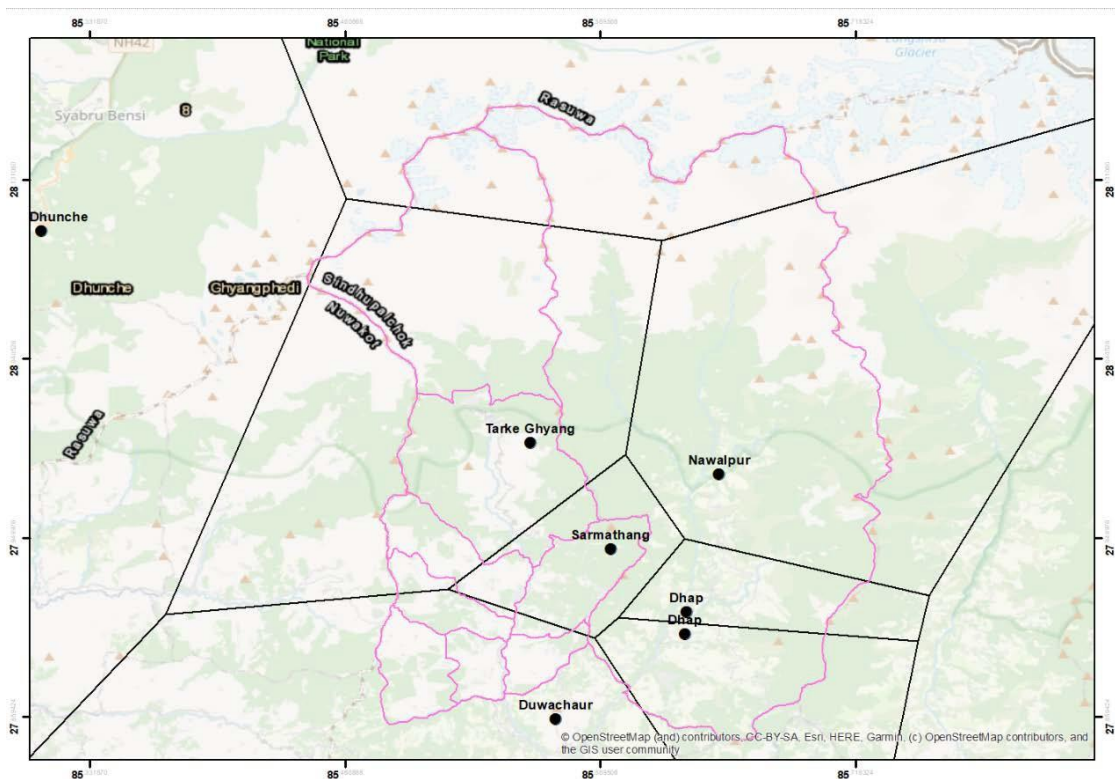 85 85 85 85
NH42
National
Park
Glacier
Rasuwa
8
Syabru Bensi
28 28
Dhunche
Dhunche
Ghyangphedi
Sindhupalchok
Nuwakot
28 28
Rasuwa
Tarke Ghyang
Nawalpur
27 27
Sarmathang
Dhap
Dhap
27 27
Duwachaur
© OpenStreetMap (and) contributors, CC-BY-SA, Esri, HERE, Garmin, (c) OpenStreetMap contributors, and
the GIS user community
85 85 85 85